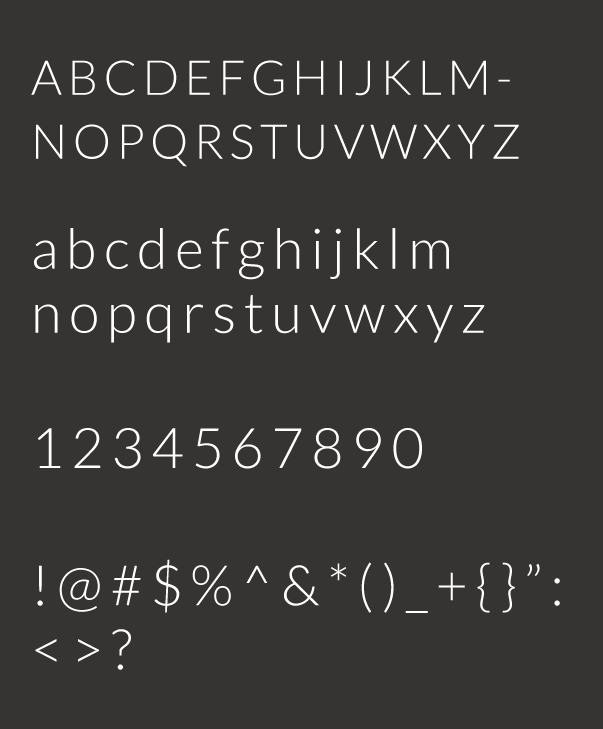 ABCDEFGHIJKLM-
NOPQRSTUVWXYZ
abcdefghijklm
nopqrstuvwxyz
1234567890
!@#$%^&*()_+{}”:
< >?